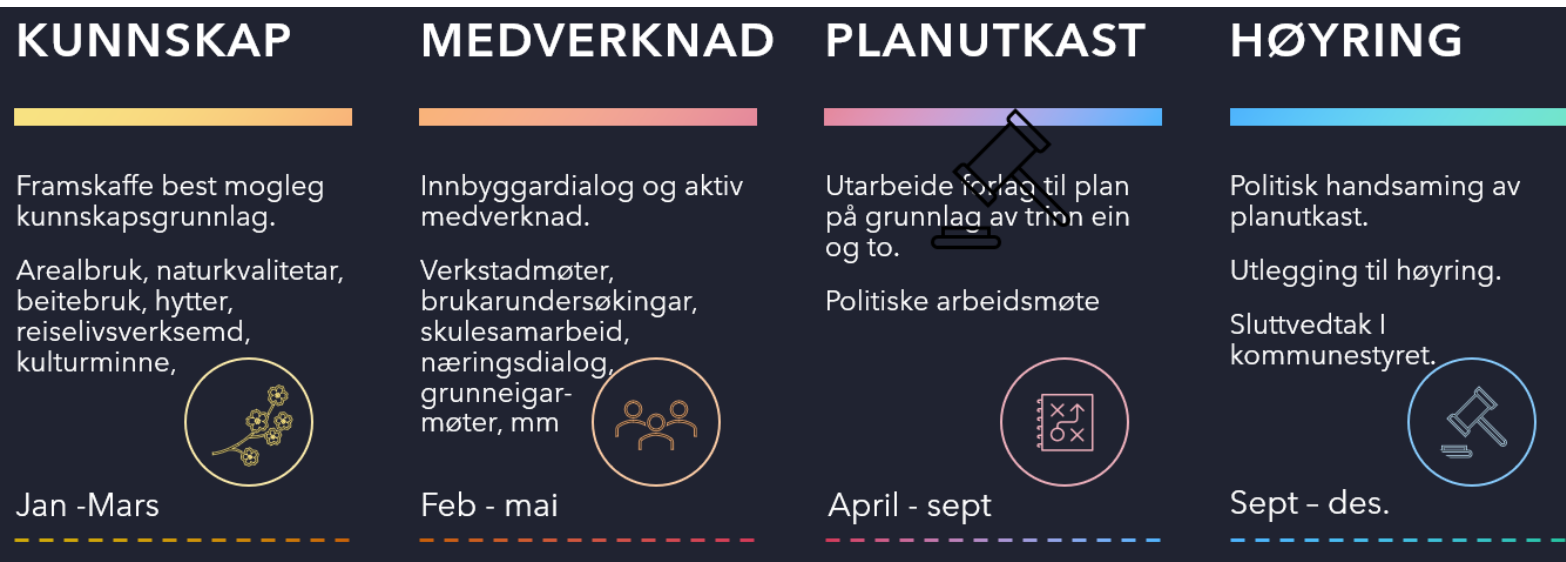 KUNNSKAP
Framskaffe best mogleg
kunnskapsgrunnlag.
Arealbruk, naturkvalitetar,
beitebruk, hytter,
reiselivsverksemd,
kulturminne,
Jan -Mars
MEDVERKNAD
Innbyggardialog og aktiv
medverknad.
Verkstadmøter,
brukarundersøkingar,
skulesamarbeid,
næringsdialog,
grunneigar-
møter, mm
Feb - mai
PLANUTKAST
Utarbeide forslag til plan
på grunnlag av trinn ein
og to.
Politiske arbeidsmøte
April - sept
HØYRING
Politisk handsaming av
planutkast.
Utlegging til høyring.
Sluttvedtak I
kommunestyret.
Sept – des.